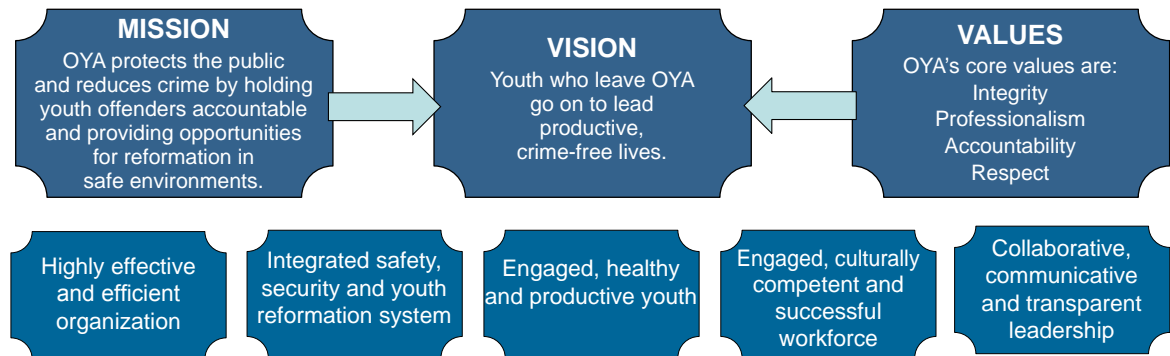 MISSION
OYA protects the public
and reduces crime by holding
youth offenders accountable
and providing opportunities
for reformation in
safe environments.
VISION
Youth who leave OYA
go on to lead
productive,
crime-free lives.
VALUES
OYA's core values are:
Integrity
Professionalism
Accountability
Respect
Highly effective
and efficient
organization
Integrated safety,
security and youth
reformation system
Engaged, healthy
and productive youth
Engaged, culturally
competent and
successful
workforce
Collaborative,
communicative
and transparent
leadership